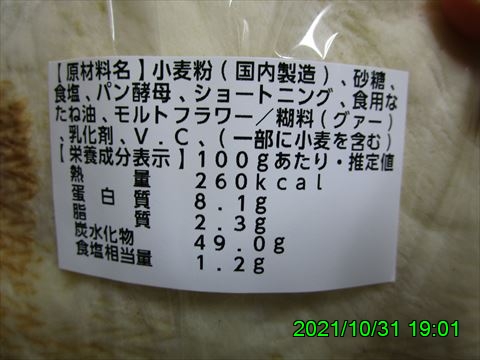 【原材料名】小麦粉(国内製造)、砂糖、
食塩、パン酵母、ショートニング、食用な
たね油、モルトフラワー/糊料(グァー)
、乳化剤、V.C、(一部に小麦を含む)
【栄養成分表示】100gあたり・推定値
熱量 260kcal
蛋白質 8.1g
脂質 2.3g
炭水化物 49.0g
食塩相当量 1.2g
2021/10/31 19:01